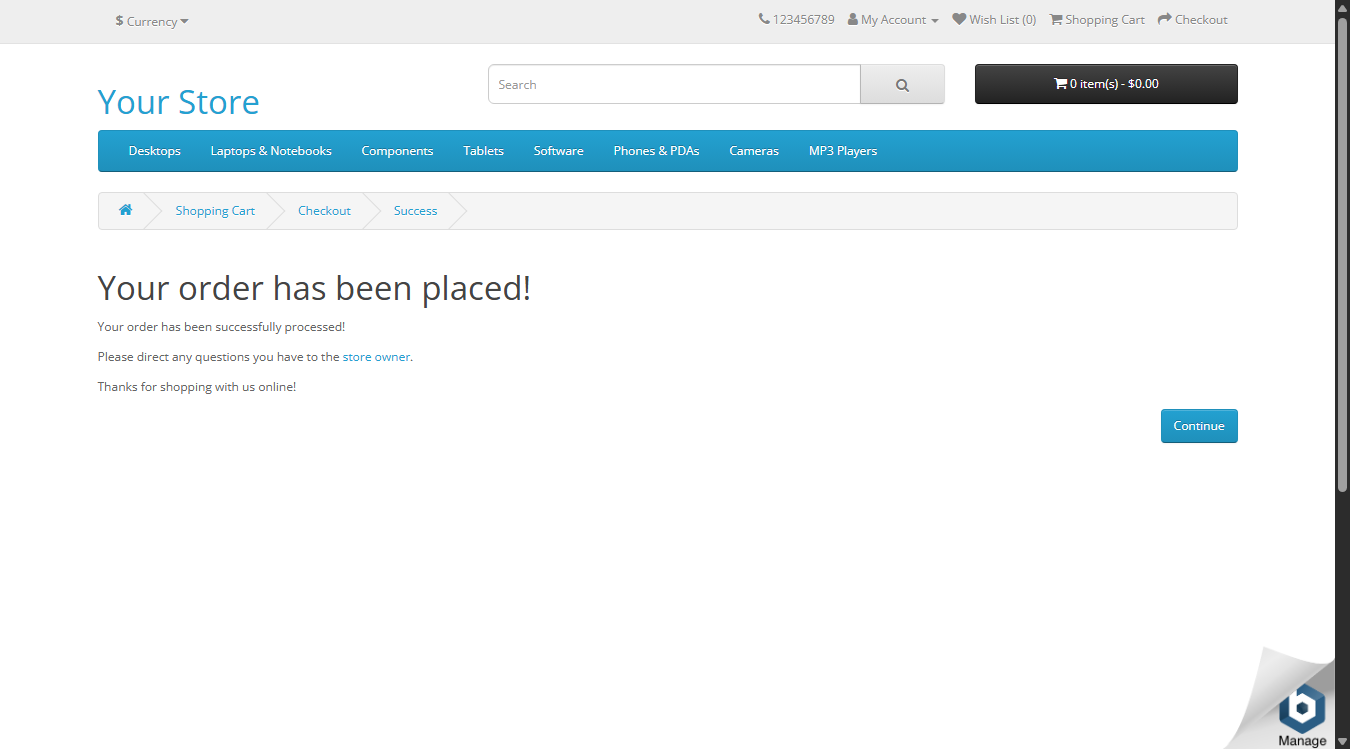 $ Currency
123456789 My Account Wish List (0) Shopping Cart Checkout
Your Store
Search
0 item(s) - $0.00
Desktops Laptops & Notebooks Components Tablets Software Phones & PDAs Cameras MP3 Players
Shopping Cart Checkout Success
Your order has been placed!
Your order has been successfully processed!
Please direct any questions you have to the store owner.
Thanks for shopping with us online!
Continue
Manage